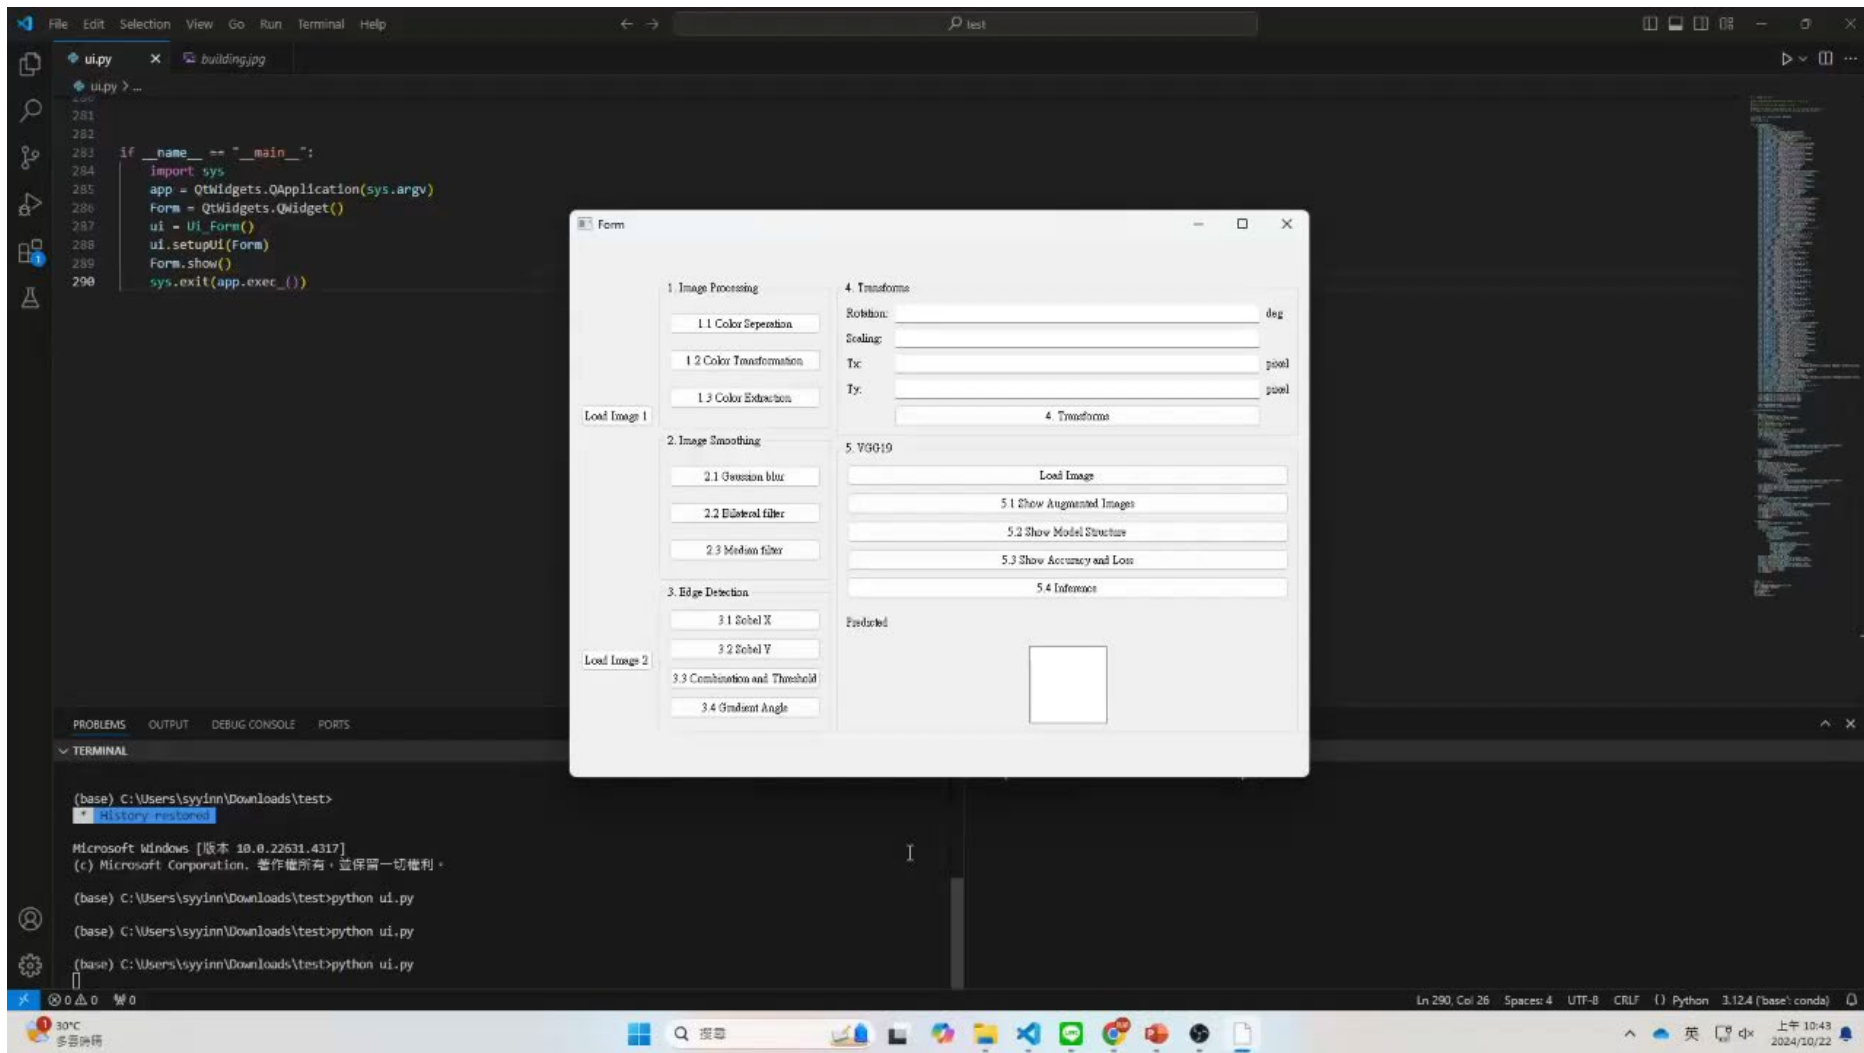 File Edit Selection View Go Run Terminal Help
test
ui.py
building.jpg
ui.py > ...
281
282
283 if __name__ == "__main__":
284 import sys
285 app = QtWidgets.QApplication(sys.argv)
286 Form = QtWidgets.QWidget()
287 ui = Ui_Form()
288 ui.setupUi(Form)
289 Form.show()
290 sys.exit(app.exec_())
Form
Load Image 1
Load Image 2
1. Image Processing
1.1 Color Seperation
1.2 Color Transformation
1.3 Color Extraction
2. Image Smoothing
2.1 Gaussian blur
2.2 Bilateral filter
2.3 Median filter
3. Edge Detection
3.1 Sobel X
3.2 Sobel Y
3.3 Combination and Threshold
3.4 Gradient Angle
4. Transforms
Rotation: deg
Scaling:
Tx: pixel
Ty: pixel
4. Transforms
5. VGG19
Load Image
5.1 Show Augmented Images
5.2 Show Model Structure
5.3 Show Accuracy and Loss
5.4 Inference
Predicted
PROBLEMS OUTPUT DEBUG CONSOLE PORTS
TERMINAL
(base) C:\Users\syyinn\Downloads\test>
* History restored
Microsoft Windows [版本 10.0.22631.4317]
(c) Microsoft Corporation. 著作權所有，並保留一切權利。
(base) C:\Users\syyinn\Downloads\test>python ui.py
(base) C:\Users\syyinn\Downloads\test>python ui.py
(base) C:\Users\syyinn\Downloads\test>python ui.py
0 0 0 Ln 290, Col 26 Spaces: 4 UTF-8 CRLF {} Python 3.12.4 ('base': conda)
1
30°C
多雲時晴
搜尋
英
上午 10:43
2024/10/22